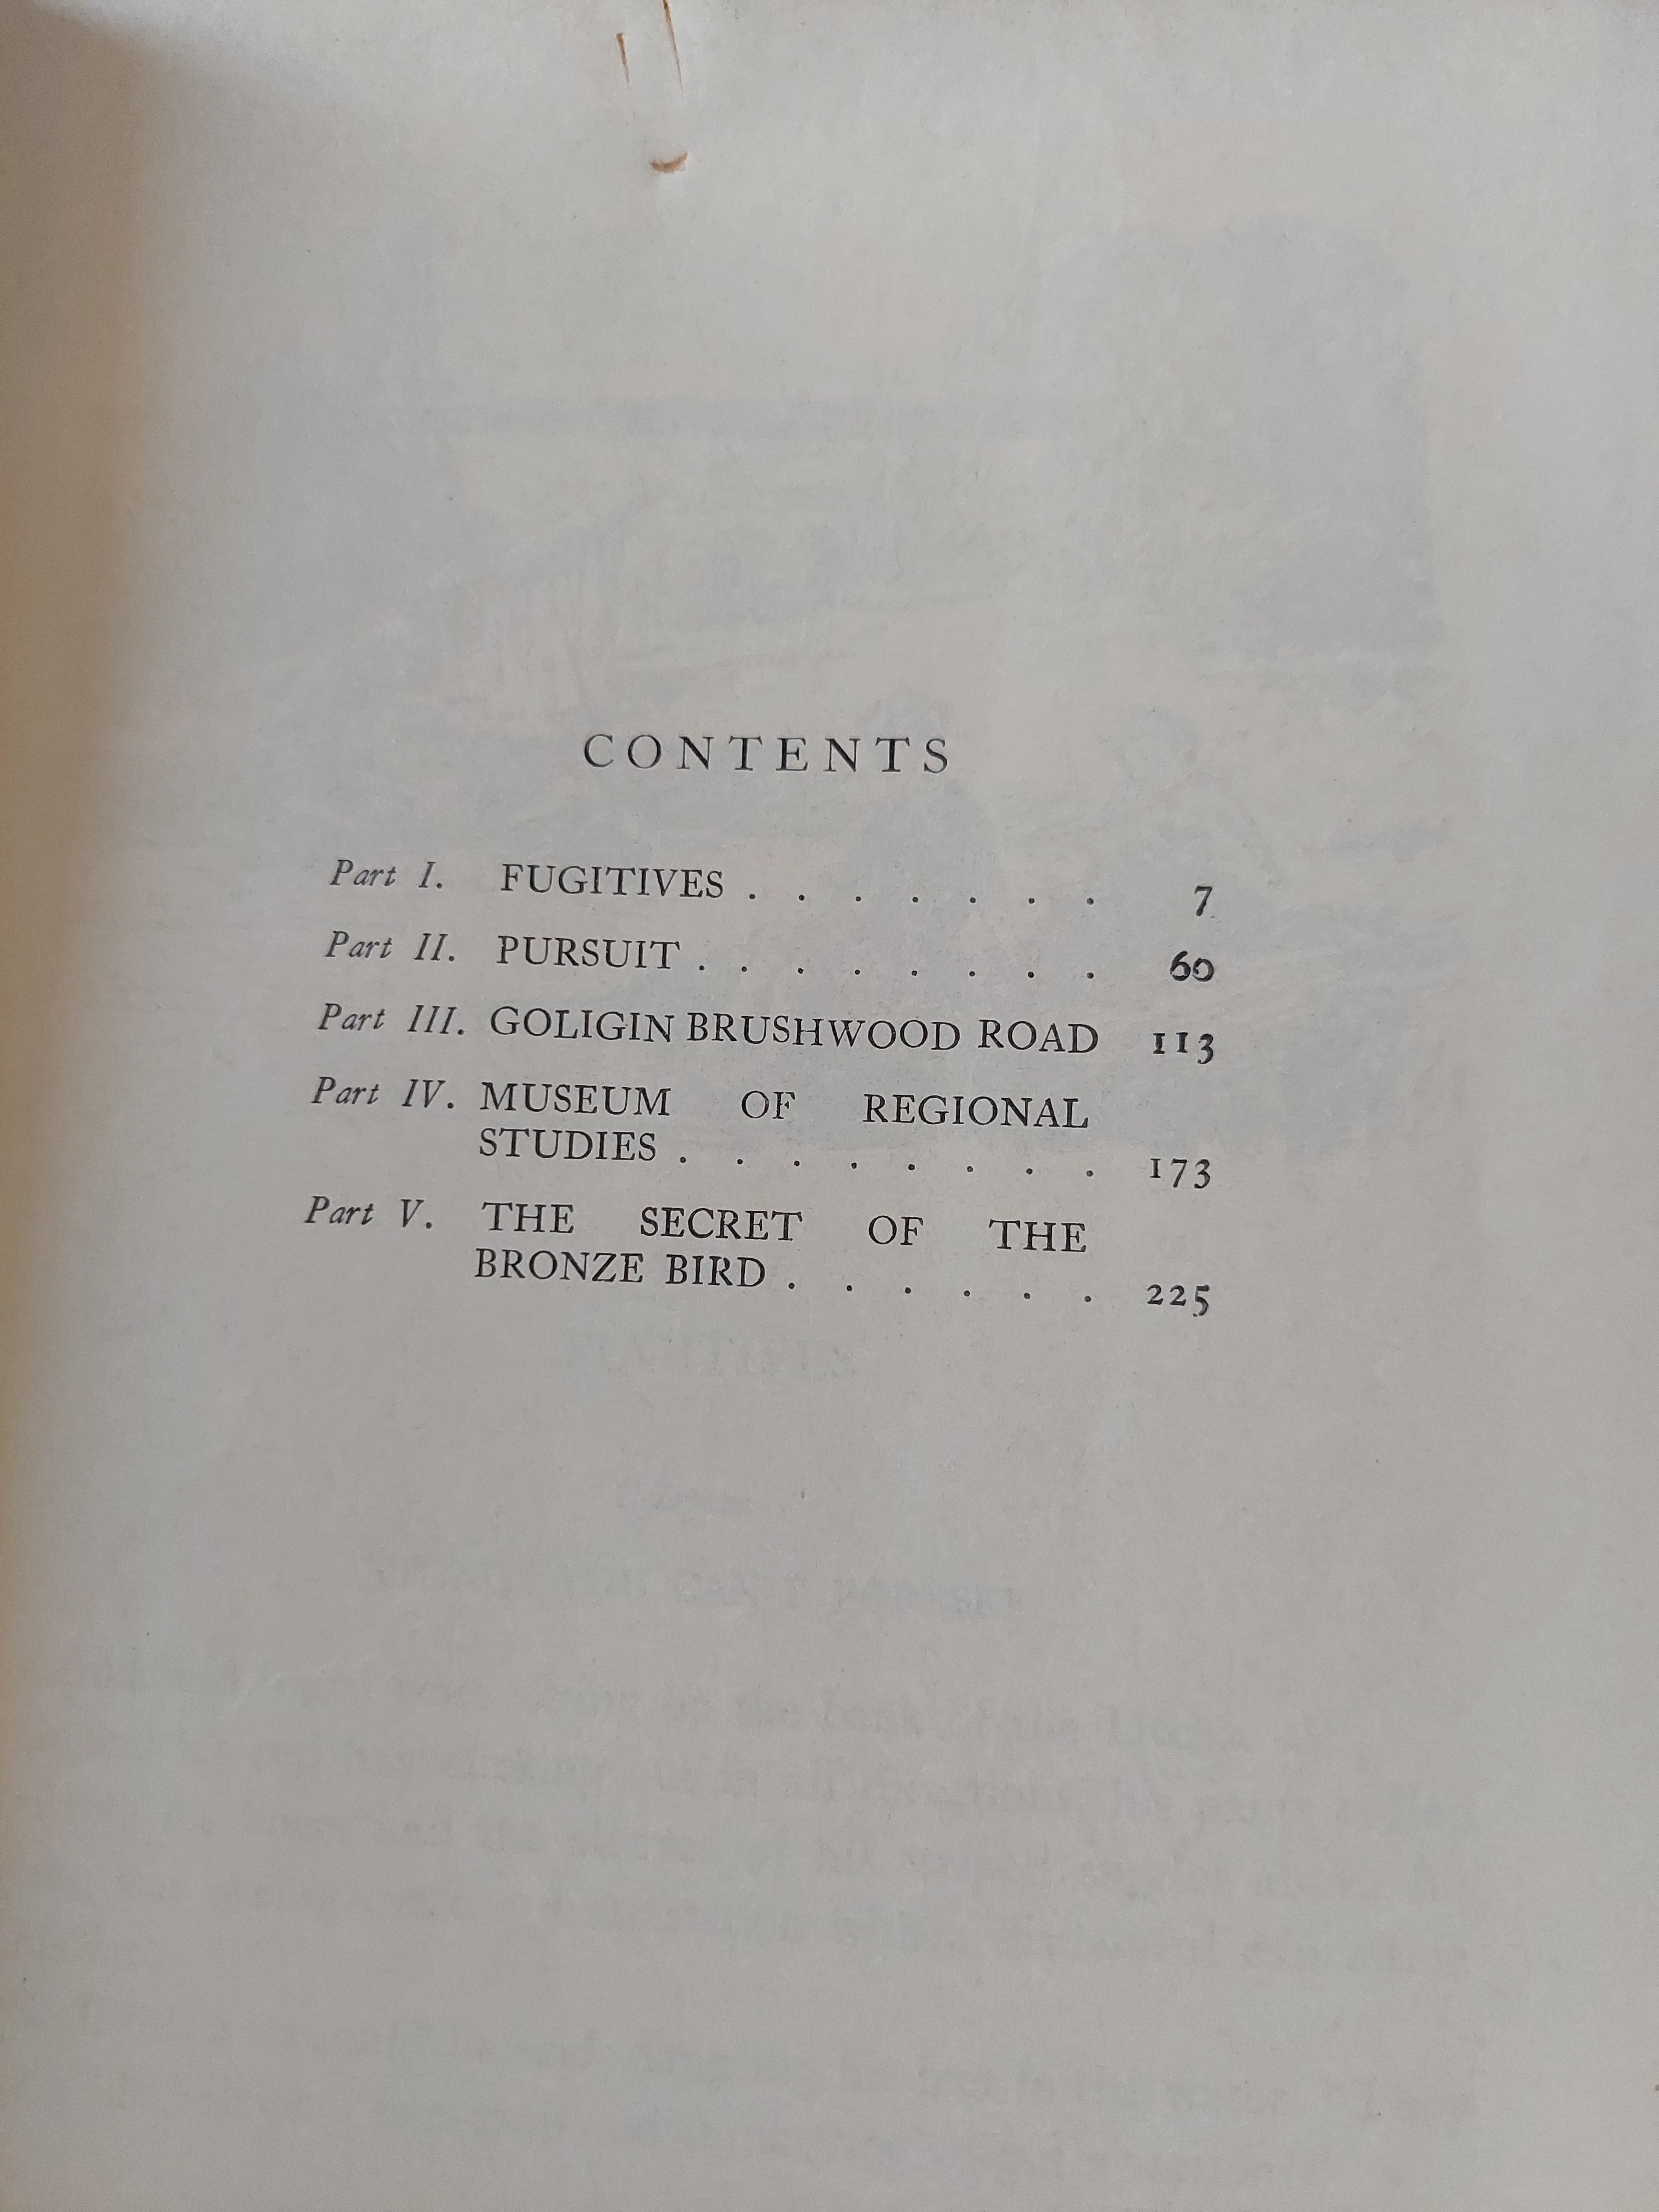 CONTENTS
Part I. FUGITIVES . . . . . . . 7
Part II. PURSUIT . . . . . . . . 60
Part III. GOLIGIN BRUSHWOOD ROAD 113
Part IV. MUSEUM OF REGIONAL
STUDIES . . . . . . . . 173
Part V. THE SECRET OF THE
BRONZE BIRD . . . . . . 225